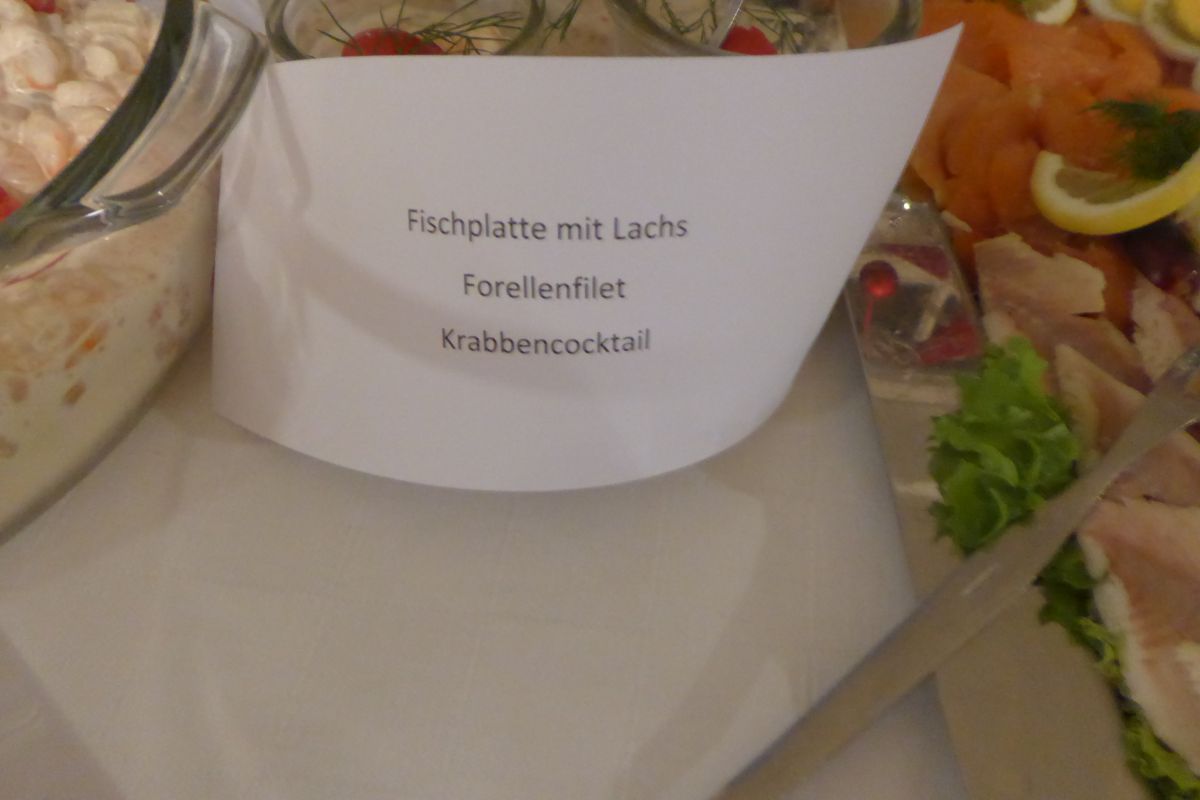 Fischplatte mit Lachs
Forellenfilet
Krabbencocktail